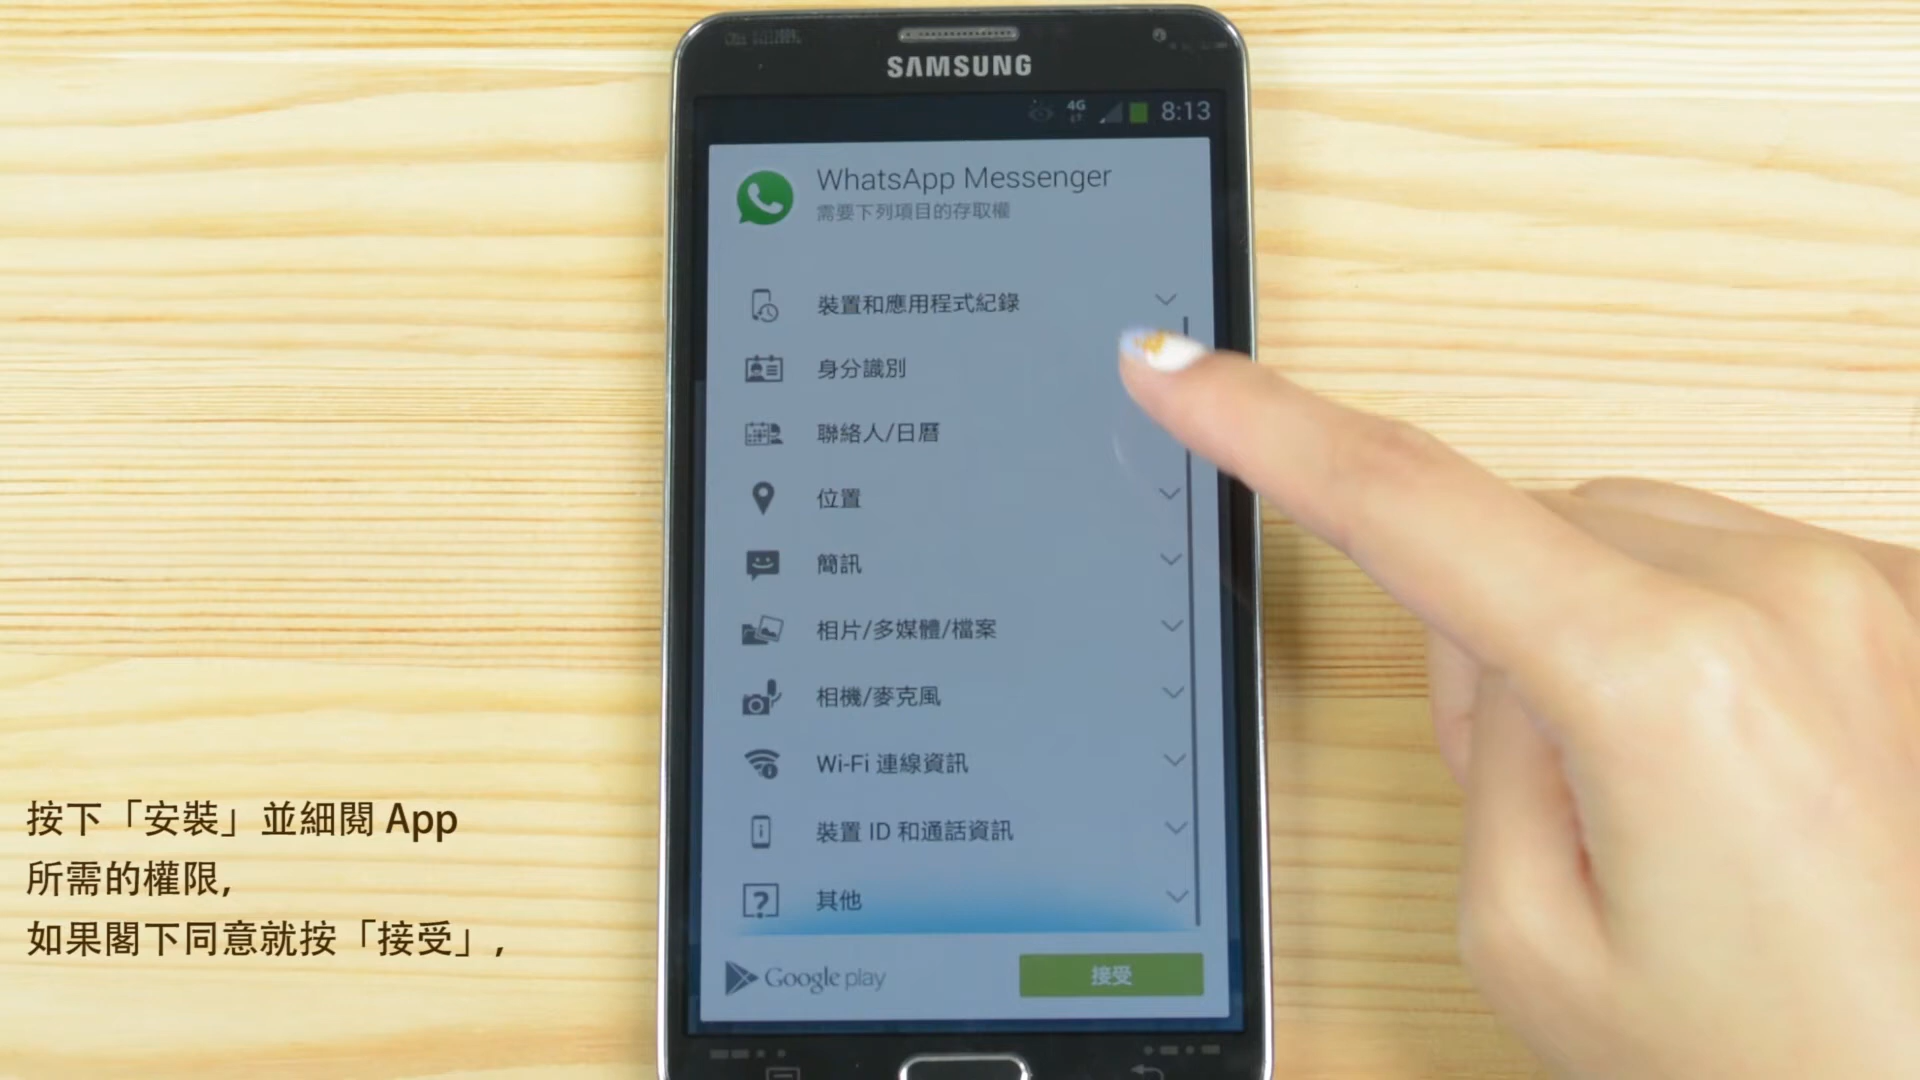 SAMSUNG
4G 8:13
WhatsApp Messenger
需要下列項目的存取權
裝置和應用程式紀錄
身分識別
聯絡人/日曆
位置
簡訊
相片/多媒體/檔案
相機/麥克風
Wi-Fi 連線資訊
裝置 ID 和通話資訊
其他
Google play
接受
按下「安裝」並細閱 App
所需的權限,
如果閣下同意就按「接受」,